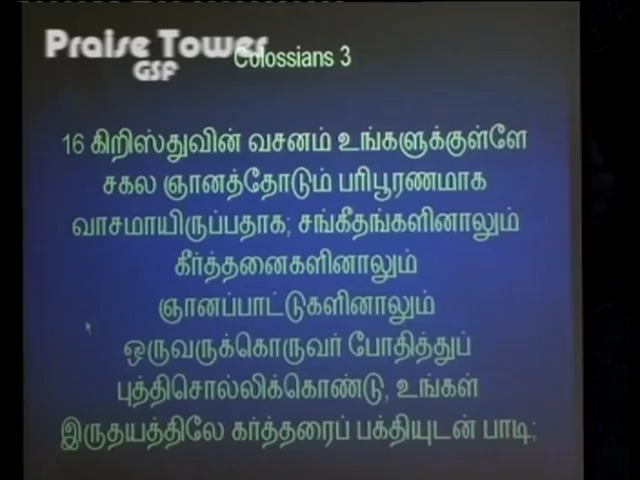 Praise Tower
GSF
Colossians 3
16 கிறிஸ்துவின் வசனம் உங்களுக்குள்ளே
சகல ஞானத்தோடும் பரிபூரணமாக
வாசமாயிருப்பதாக; சங்கீதங்களினாலும்
கீர்த்தனைகளினாலும்
ஞானப்பாட்டுகளினாலும்
ஒருவருக்கொருவர் போதித்துப்
புத்திசொல்லிக்கொண்டு, உங்கள்
இருதயத்திலே கர்த்தரைப் பக்தியுடன் பாடி;